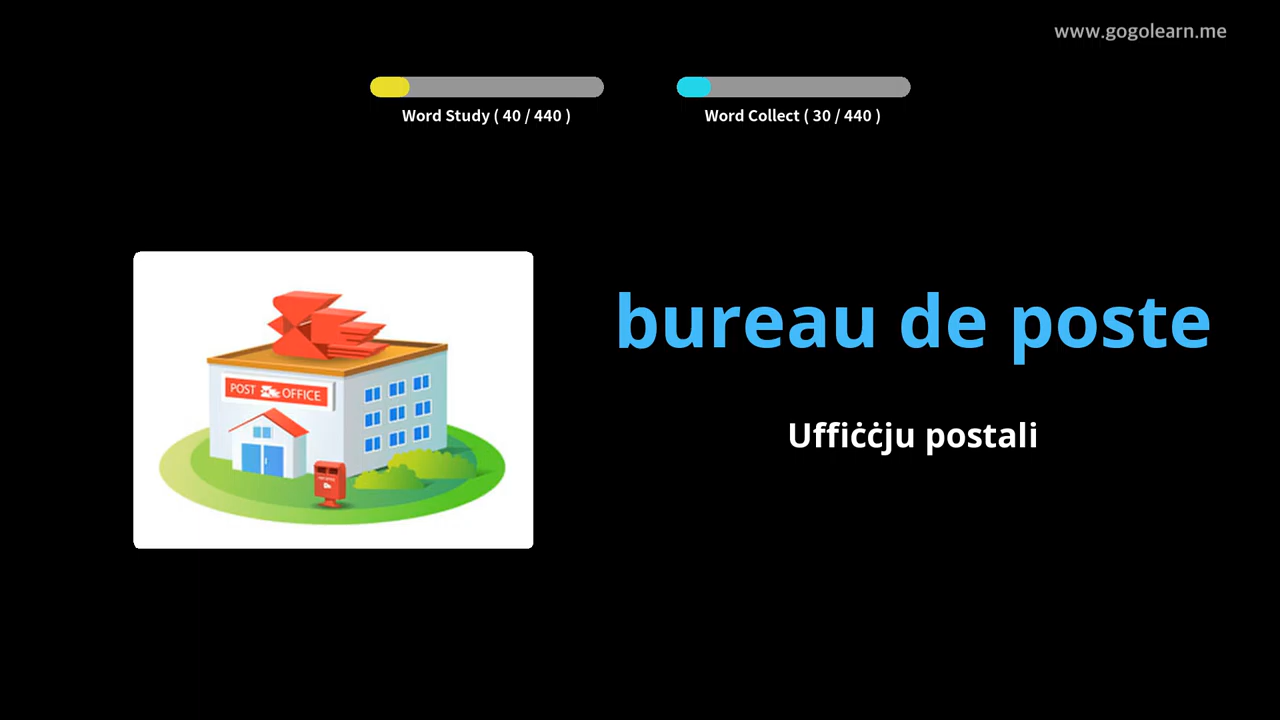 www.gogolearn.me
Word Study ( 40 / 440 )
Word Collect ( 30 / 440 )
POST OFFICE
bureau de poste
Uffiċċju postali